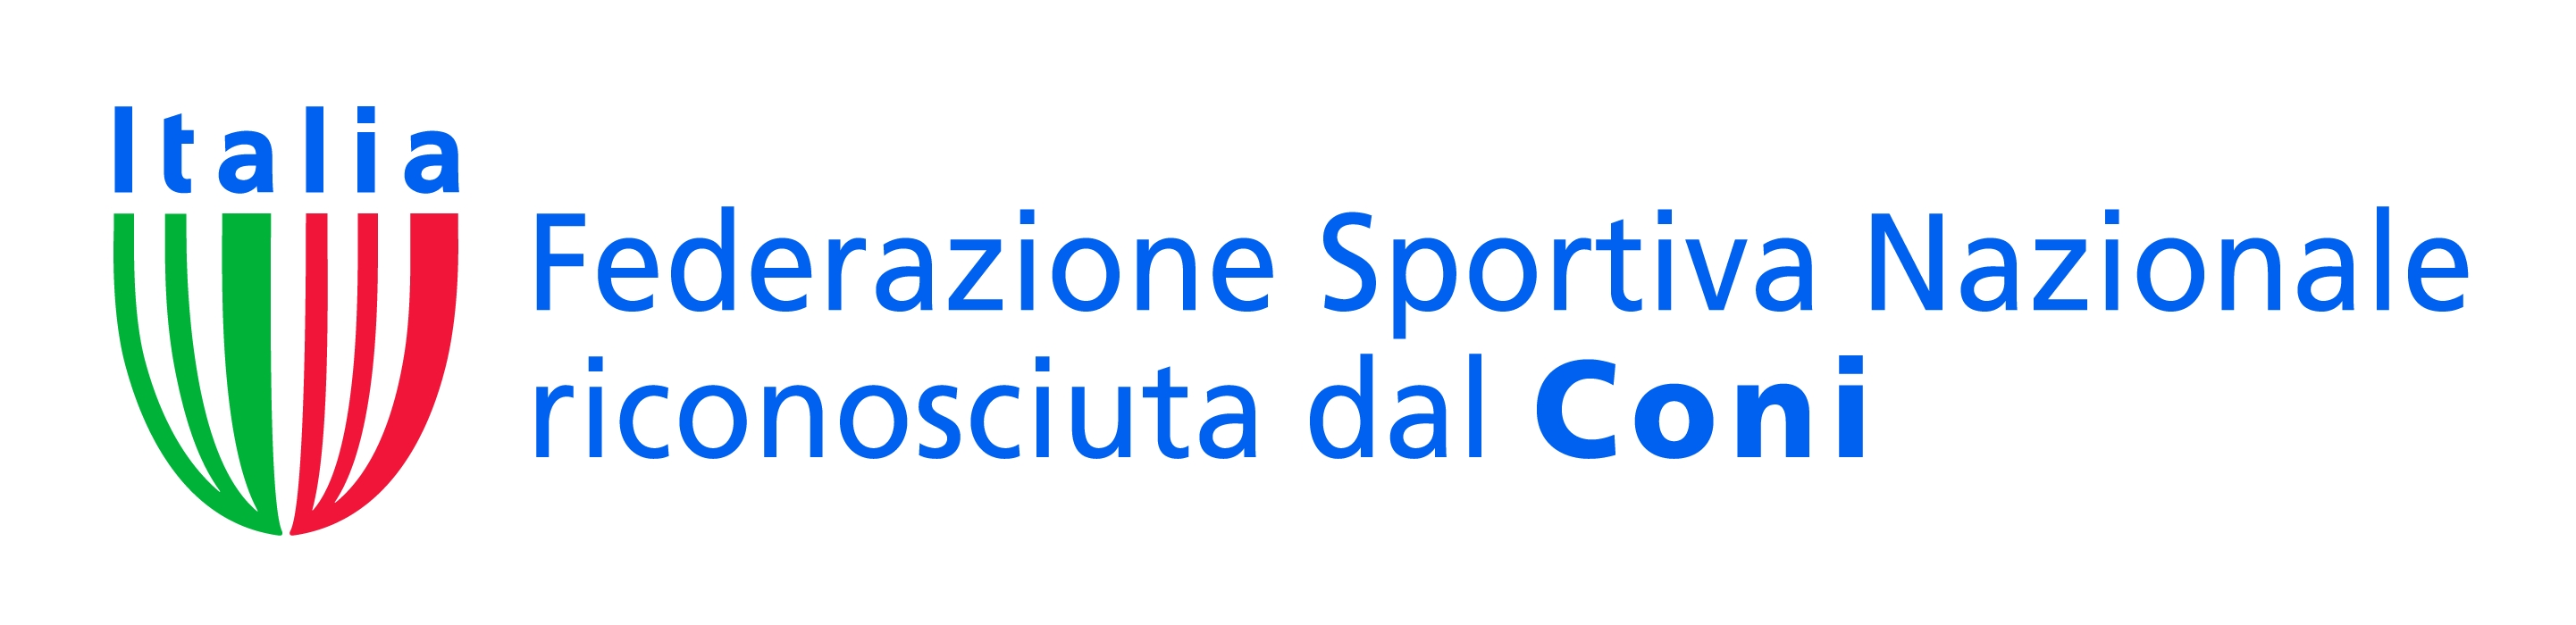 Italia
Federazione Sportiva Nazionale
riconosciuta dal Coni